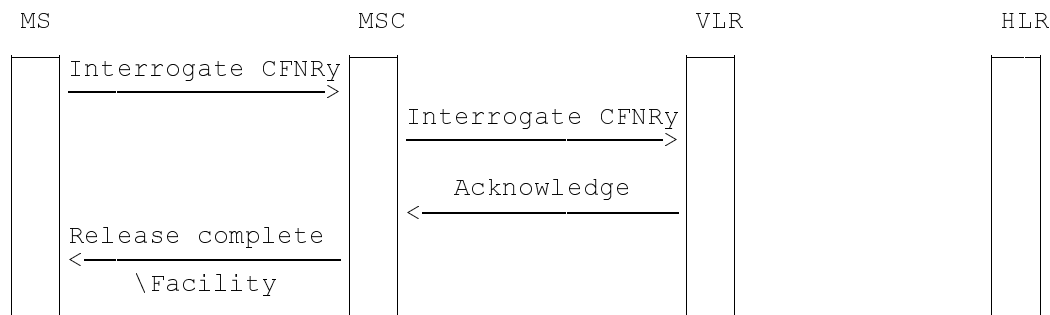 MS MSC VLR HLR
Interrogate CFNRy
Interrogate CFNRy
Acknowledge
Release complete
\Facility